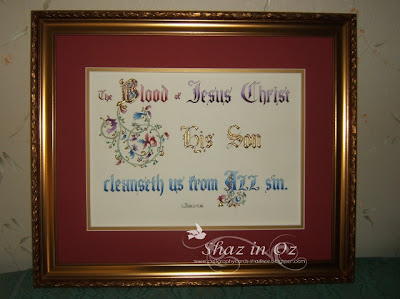 The Blood of Jesus Christ
His Son
cleanseth us from All sin.
Shaz in Oz